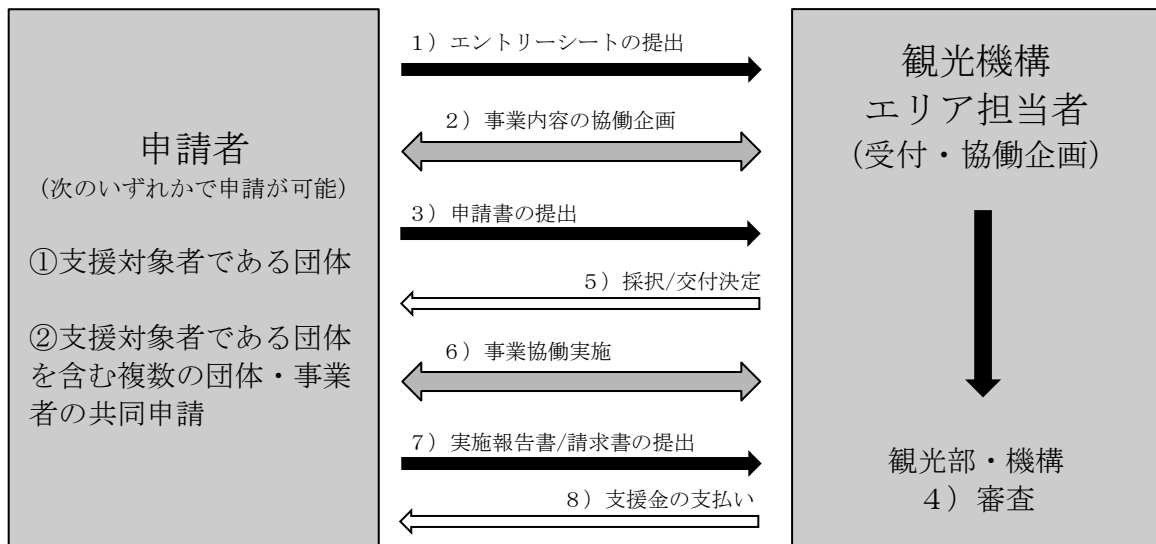 申請者
（次のいずれかで申請が可能）
①支援対象者である団体
②支援対象者である団体
を含む複数の団体・事業
者の共同申請
１）エントリーシートの提出
２）事業内容の協働企画
３）申請書の提出
５）採択/交付決定
６）事業協働実施
７）実施報告書/請求書の提出
８）支援金の支払い
観光機構
エリア担当者
（受付・協働企画）
観光部・機構
４）審査